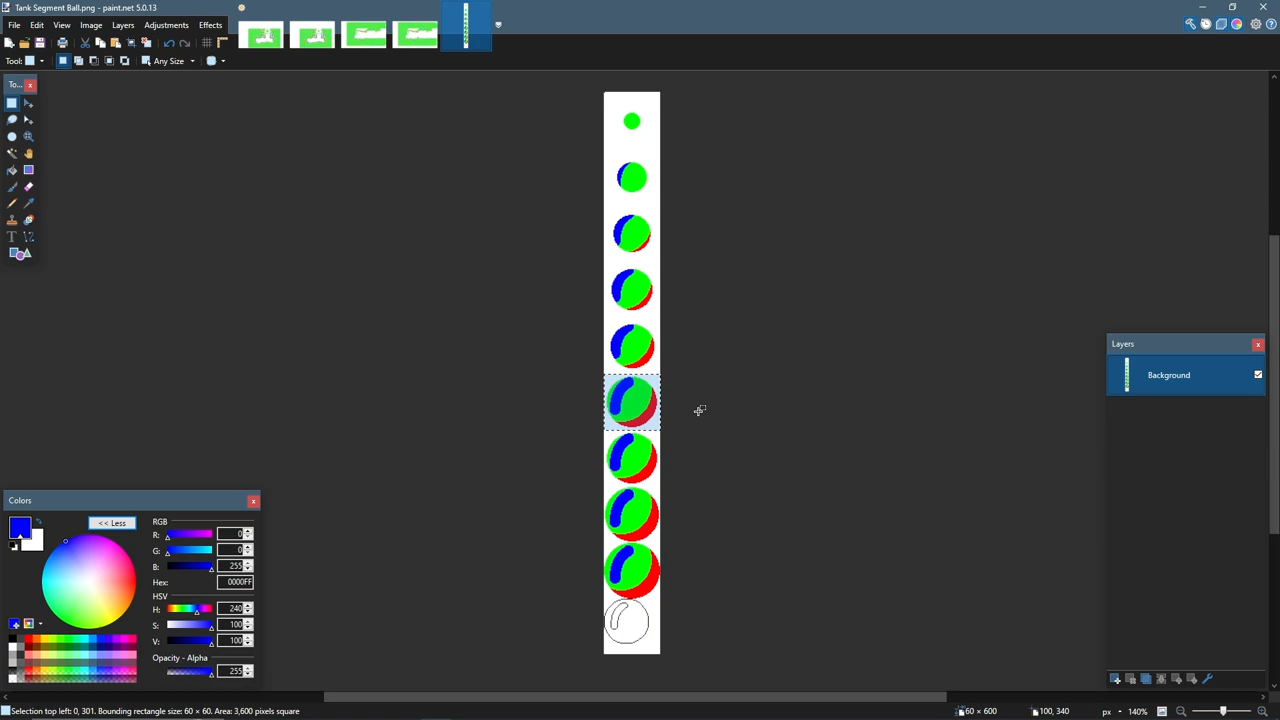 Tank Segment Ball.png - paint.net 5.0.13
File Edit View Image Layers Adjustments Effects
Tool: Any Size
To...
Layers
Background
Colors
<< Less
RGB
R: 0
G: 0
B: 255
Hex: 0000FF
HSV
H: 240
S: 100
V: 100
Opacity - Alpha
255
Selection top left 0, 301. Bounding rectangle size: 60 × 60. Area: 3,600 pixels square
60 × 600
100, 340
px
140%